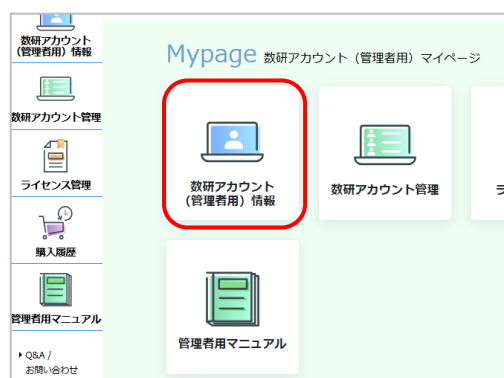 数研アカウント
(管理者用) 情報
数研アカウント管理
ライセンス管理
購入履歴
管理者用マニュアル
Q&A /
お問い合わせ
Mypage 数研アカウント（管理者用）マイページ
数研アカウント
(管理者用) 情報
数研アカウント管理
管理者用マニュアル